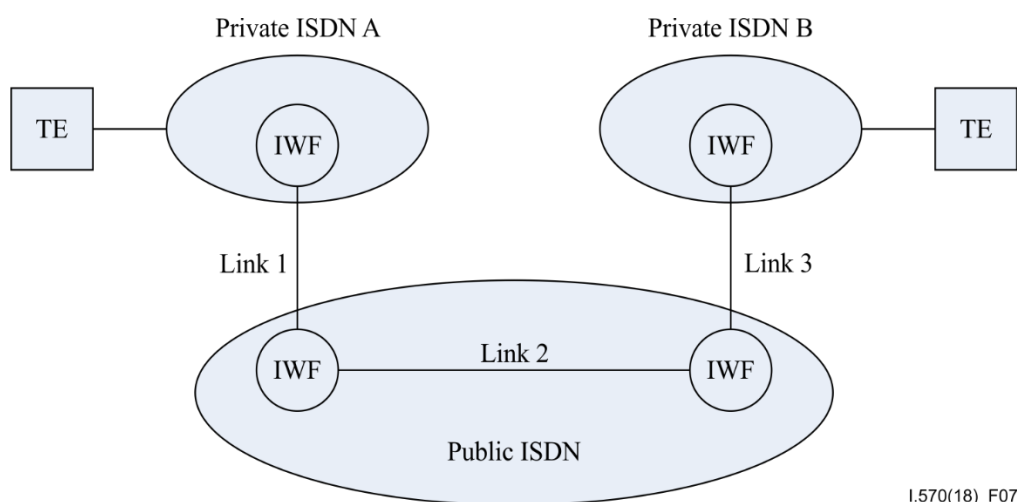 Private ISDN A
Private ISDN B
TE
IWF
IWF
TE
Link 1
Link 3
IWF
Link 2
IWF
Public ISDN
I.570(18)_F07